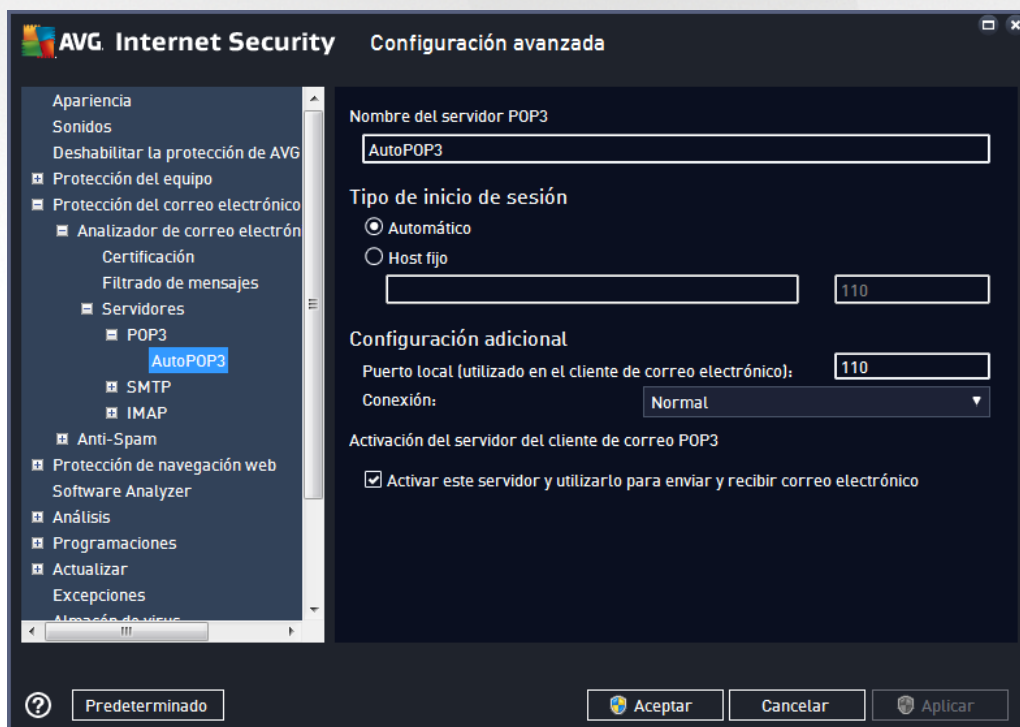 AVG. Internet Security Configuración avanzada
Apariencia
Sonidos
Deshabilitar la protección de AVG
Protección del equipo
Protección del correo electrónico
Analizador de correo electrón
Certificación
Filtrado de mensajes
Servidores
POP3
AutoPOP3
SMTP
IMAP
Anti-Spam
Protección de navegación web
Software Analyzer
Análisis
Programaciones
Actualizar
Excepciones
Almacén de virus
Nombre del servidor POP3
AutoPOP3
Tipo de inicio de sesión
Automático
Host fijo
110
Configuración adicional
Puerto local (utilizado en el cliente de correo electrónico): 110
Conexión: Normal
Activación del servidor del cliente de correo POP3
Activar este servidor y utilizarlo para enviar y recibir correo electrónico
? Predeterminado Aceptar Cancelar Aplicar